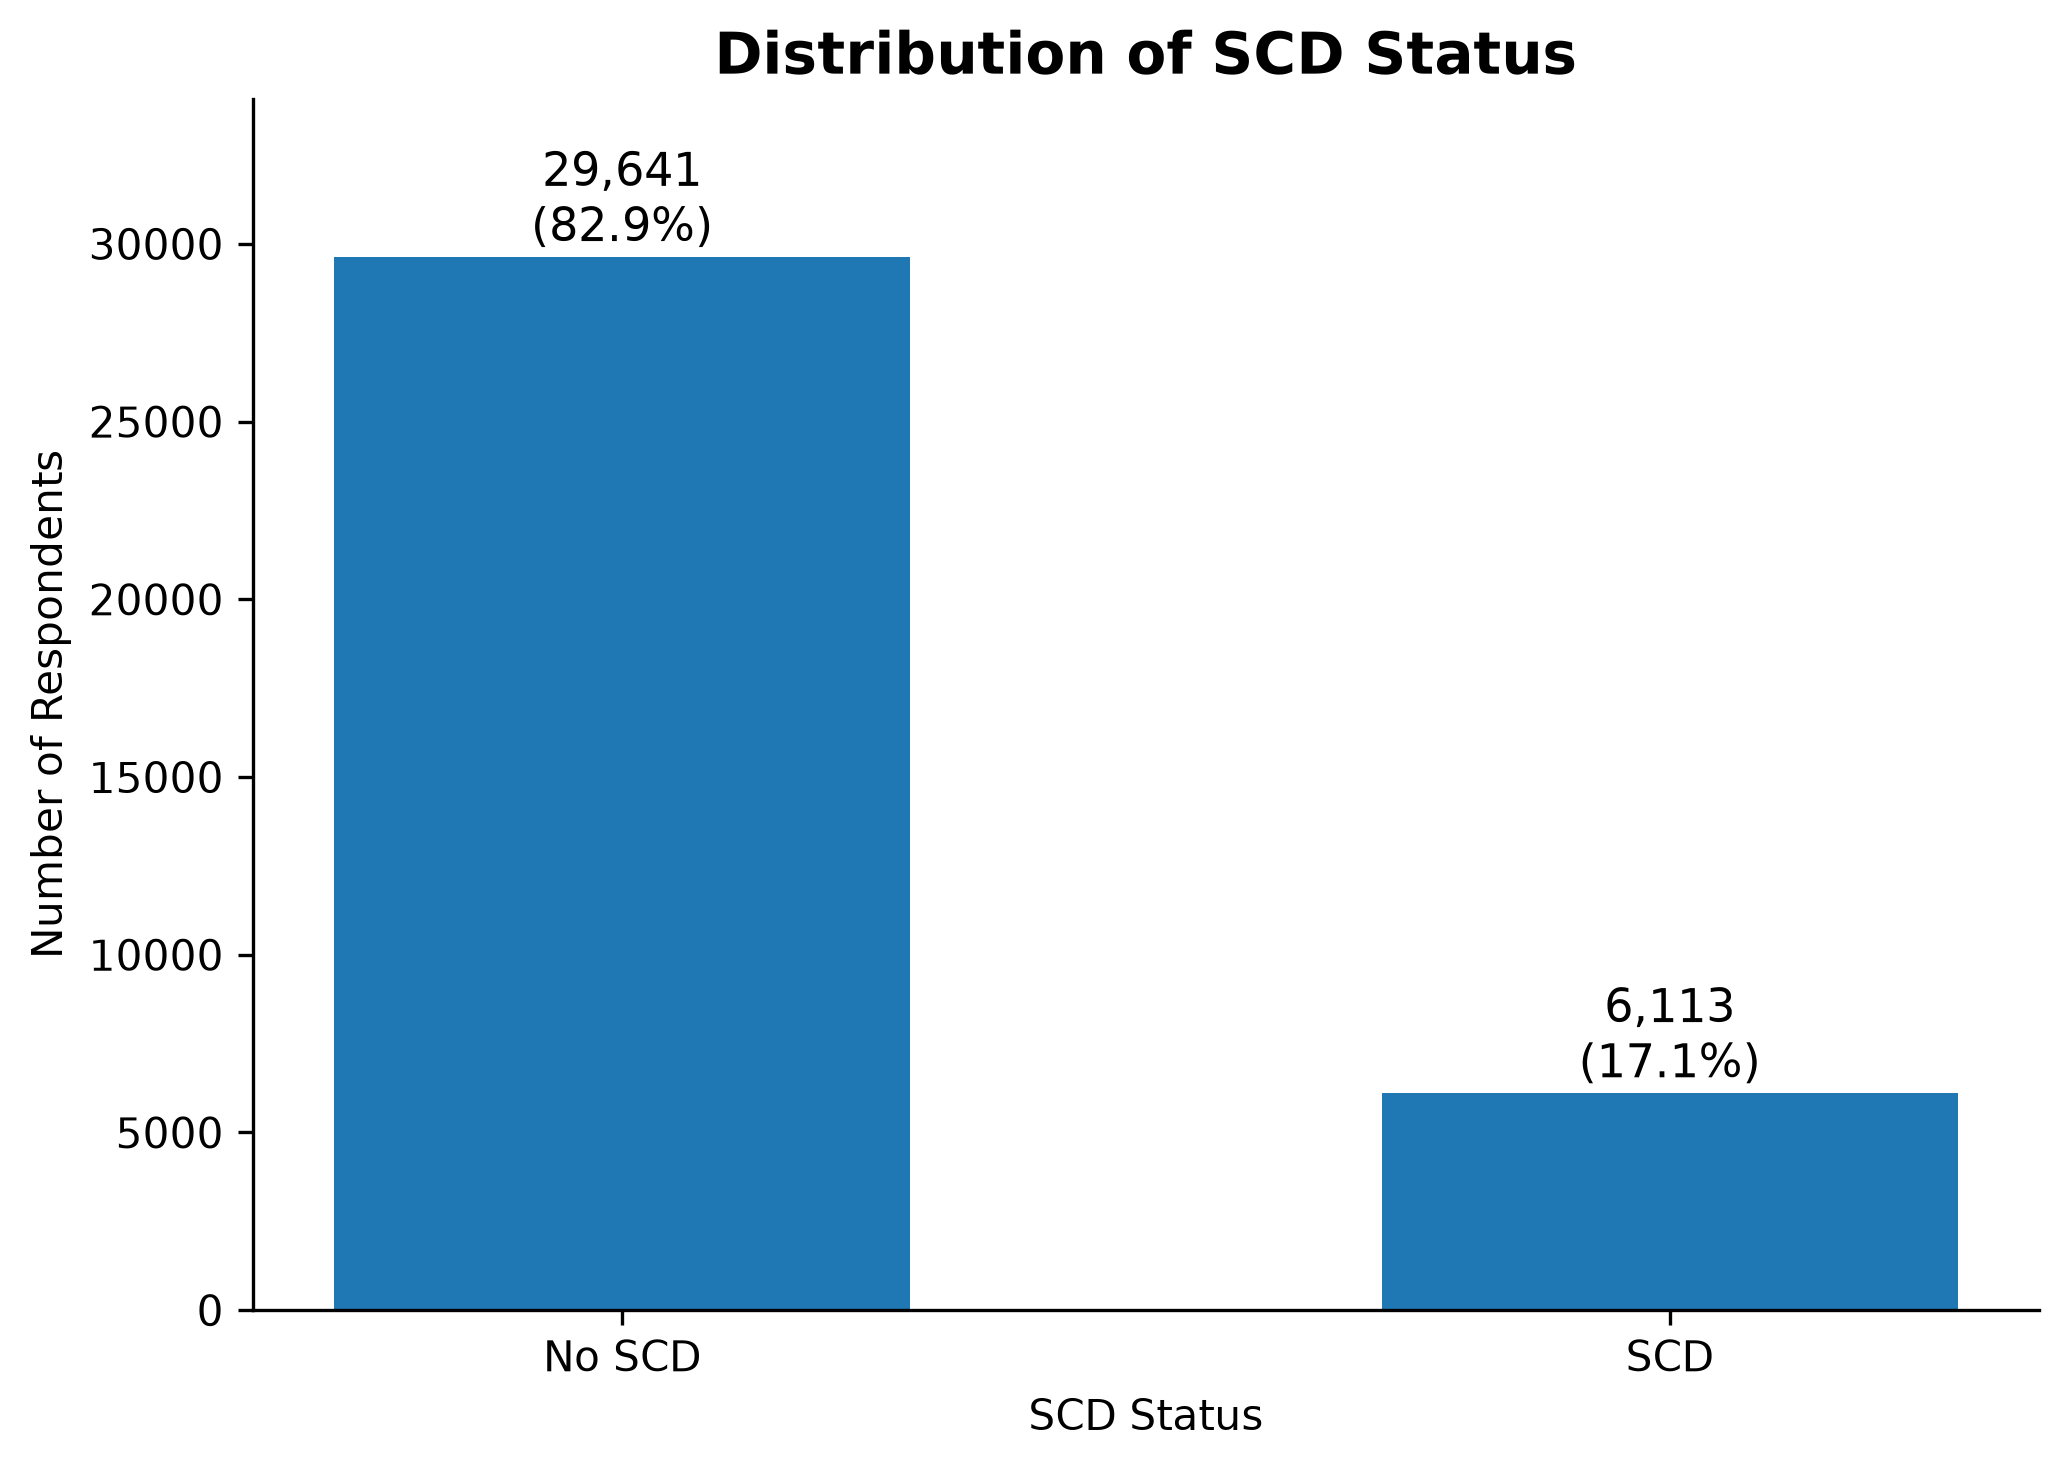 Distribution of SCD Status
29,641
(82.9%)
30000
25000
20000
15000
10000
5000
0
Number of Respondents
6,113
(17.1%)
No SCD
SCD
SCD Status